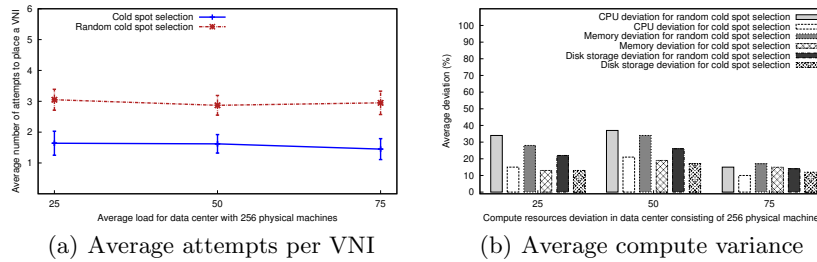 Average number of attempts to place a VNI
6
5
4
3
2
1
Cold spot selection
Random cold spot selection
25
50
75
Average load for data center with 256 physical machines
(a) Average attempts per VNI
Average deviation (%)
110
100
90
80
70
60
50
40
30
20
10
0
CPU deviation for random cold spot selection
CPU deviation for cold spot selection
Memory deviation for random cold spot selection
Memory deviation for cold spot selection
Disk storage deviation for random cold spot selection
Disk storage deviation for cold spot selection
25
50
75
Compute resources deviation in data center consisting of 256 physical machine
(b) Average compute variance